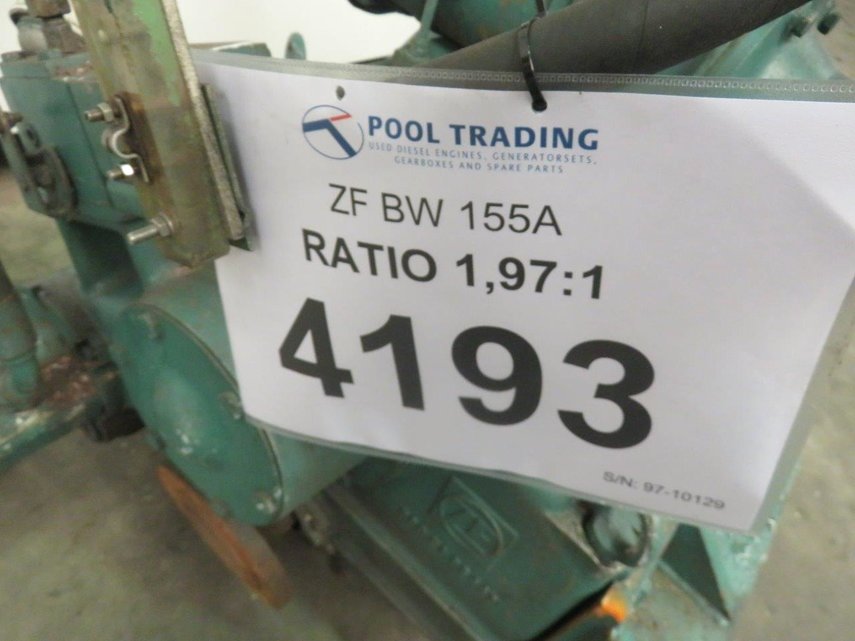 POOL TRADING
USED DIESEL ENGINES, GENERATORSETS,
GEARBOXES AND SPARE PARTS
ZF BW 155A
RATIO 1,97:1
4193
S/N: 97-10129
ZF